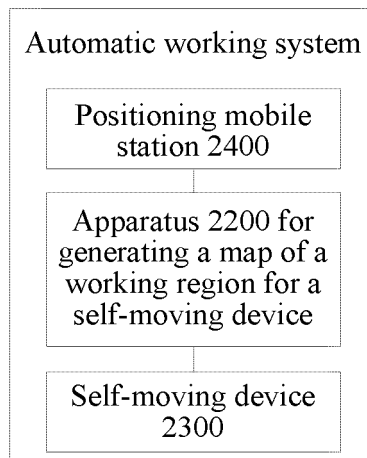 Automatic working system
Positioning mobile
station 2400
Apparatus 2200 for
generating a map of a
working region for a
self-moving device
Self-moving device
2300